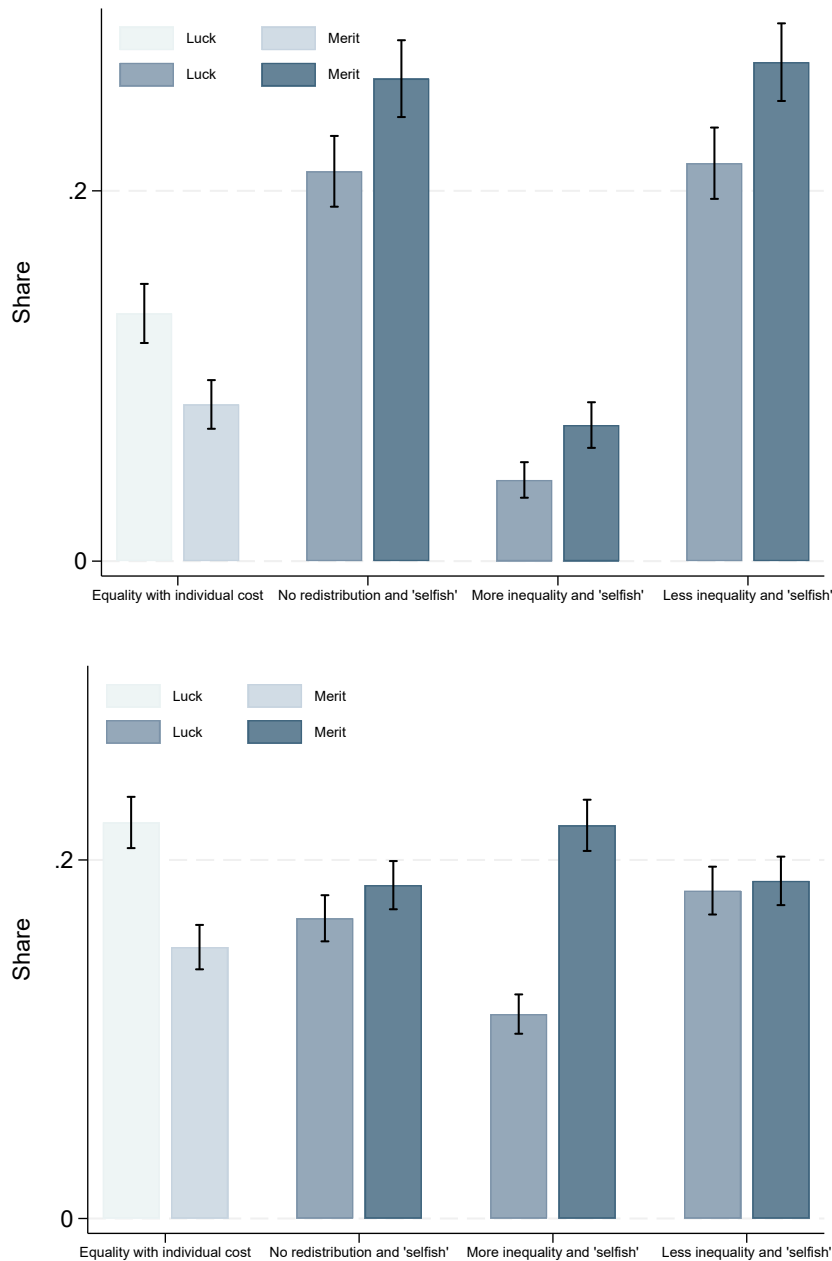 Luck Merit
Luck Merit
.2
Share
0
Equality with individual cost No redistribution and 'selfish' More inequality and 'selfish' Less inequality and 'selfish'
Luck Merit
Luck Merit
.2
Share
0
Equality with individual cost No redistribution and 'selfish' More inequality and 'selfish' Less inequality and 'selfish'